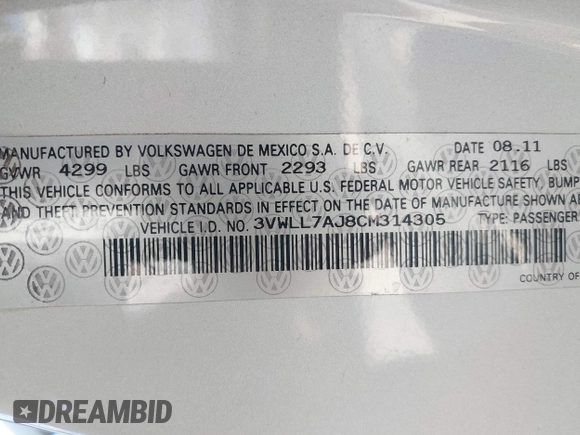 MANUFACTURED BY VOLKSWAGEN DE MEXICO S.A. DE C.V. DATE 08.11
GVWR 4299 LBS GAWR FRONT 2293 LBS GAWR REAR 2116 LBS
THIS VEHICLE CONFORMS TO ALL APPLICABLE U.S. FEDERAL MOTOR VEHICLE SAFETY, BUMP
AND THEFT PREVENTION STANDARDS IN EFFECT ON THE DATE OF MANUFACTURE SHOWN A
VEHICLE I.D. NO. 3VWLL7AJ8CM314305 TYPE: PASSENGER
COUNTRY OF
DREAMBID